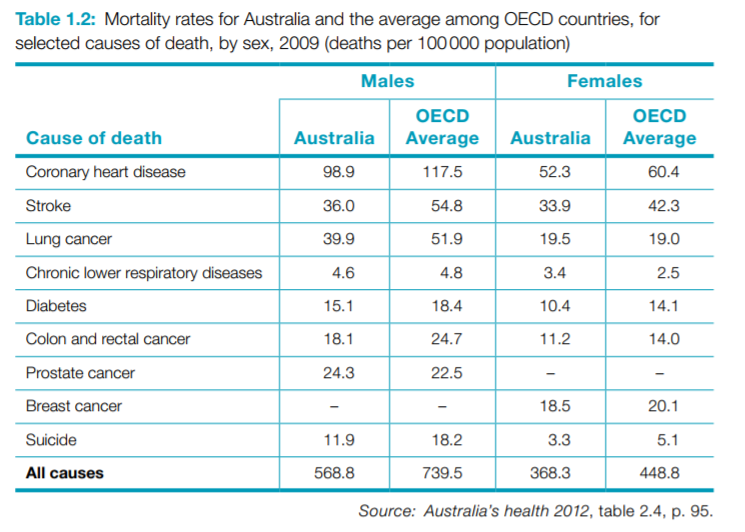 Table 1.2: Mortality rates for Australia and the average among OECD countries, for
selected causes of death, by sex, 2009 (deaths per 100 000 population)
Males Females
Cause of death Australia OECD Average Australia OECD Average
Coronary heart disease 98.9 117.5 52.3 60.4
Stroke 36.0 54.8 33.9 42.3
Lung cancer 39.9 51.9 19.5 19.0
Chronic lower respiratory diseases 4.6 4.8 3.4 2.5
Diabetes 15.1 18.4 10.4 14.1
Colon and rectal cancer 18.1 24.7 11.2 14.0
Prostate cancer 24.3 22.5 – –
Breast cancer – – 18.5 20.1
Suicide 11.9 18.2 3.3 5.1
All causes 568.8 739.5 368.3 448.8
Source: Australia's health 2012, table 2.4, p. 95.